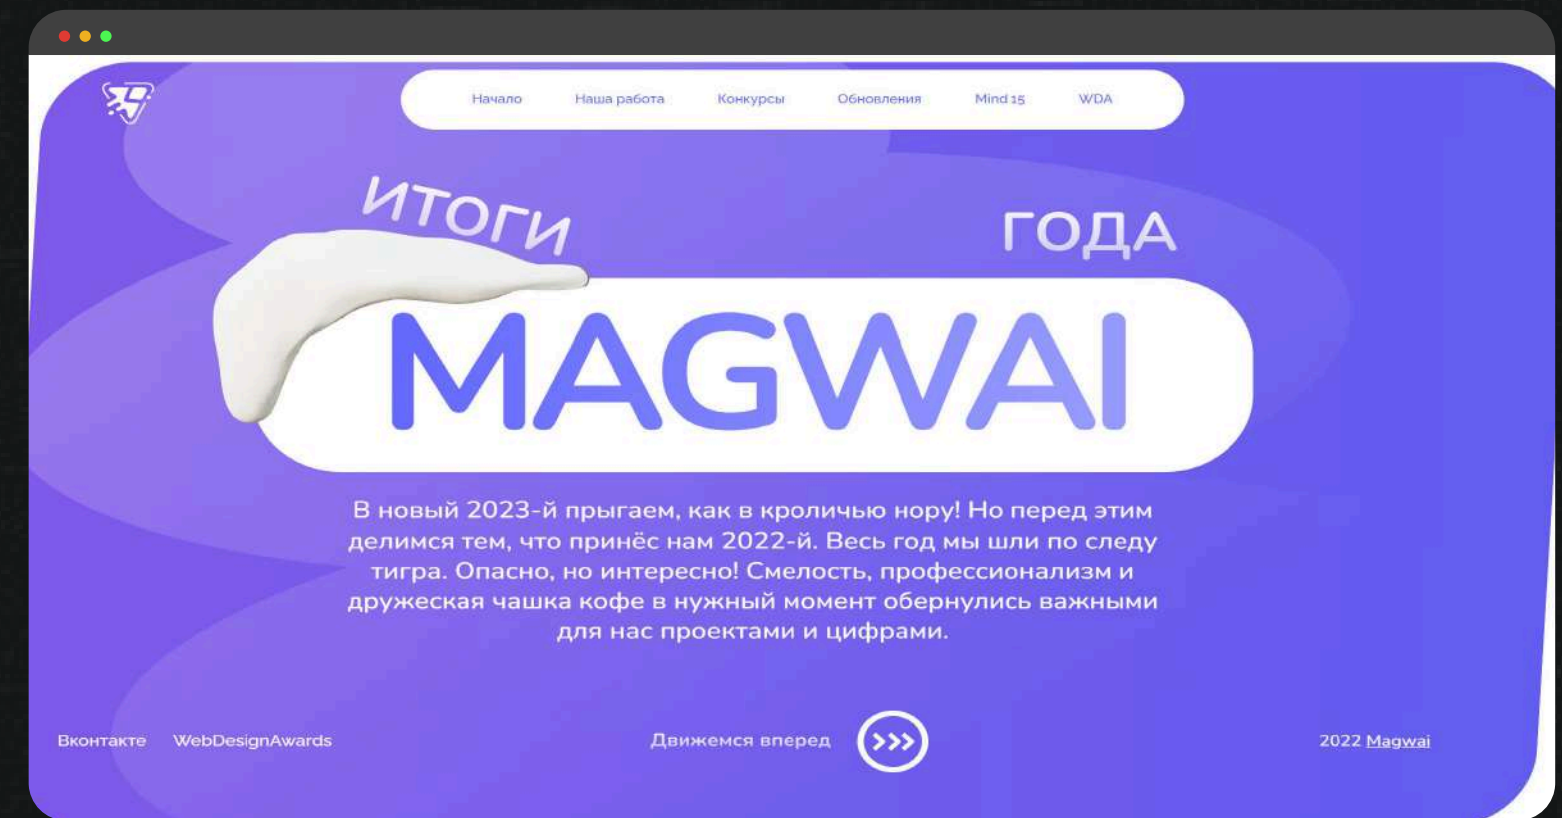 Начало Наша работа Конкурсы Обновления Mind 15 WDA
ИТОГИ ГОДА
MAGWAI
В новый 2023-й прыгаем, как в кроличью нору! Но перед этим
делимся тем, что принёс нам 2022-й. Весь год мы шли по следу
тигра. Опасно, но интересно! Смелость, профессионализм и
дружеская чашка кофе в нужный момент обернулись важными
для нас проектами и цифрами.
Вконтакте WebDesignAwards Движемся вперед 2022 Magwai